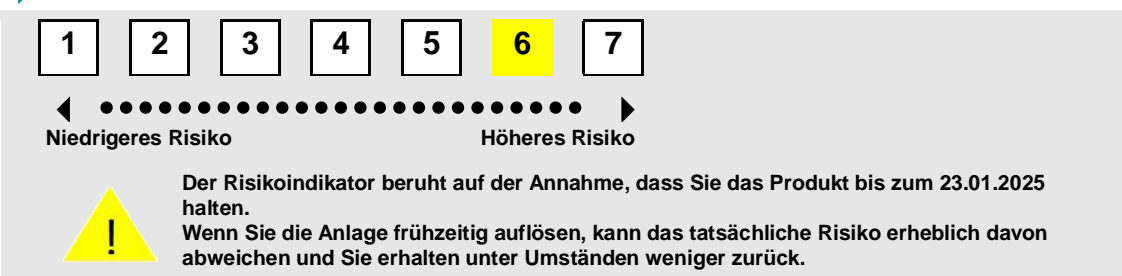 1 2 3 4 5 6 7
Niedrigeres Risiko Höheres Risiko
Der Risikoindikator beruht auf der Annahme, dass Sie das Produkt bis zum 23.01.2025
halten.
Wenn Sie die Anlage frühzeitig auflösen, kann das tatsächliche Risiko erheblich davon
abweichen und Sie erhalten unter Umständen weniger zurück.
!